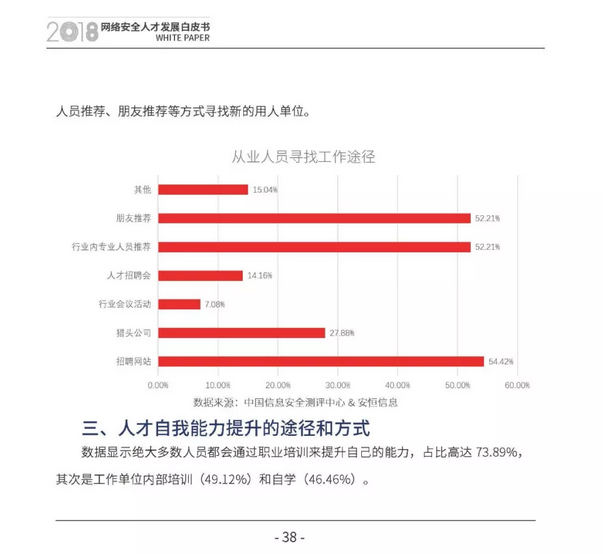 2018 网络安全人才发展白皮书
WHITE PAPER
人员推荐、朋友推荐等方式寻找新的用人单位。
从业人员寻找工作途径
其他 15.04%
朋友推荐 52.21%
行业内专业人员推荐 52.21%
人才招聘会 14.16%
行业会议活动 7.08%
猎头公司 27.88%
招聘网站 54.42%
0.00% 10.00% 20.00% 30.00% 40.00% 50.00% 60.00%
数据来源：中国信息安全测评中心 & 安恒信息
三、人才自我能力提升的途径和方式
数据显示绝大多数人员都会通过职业培训来提升自己的能力，占比高达 73.89%，
其次是工作单位内部培训（49.12%）和自学（46.46%）。
- 38 -